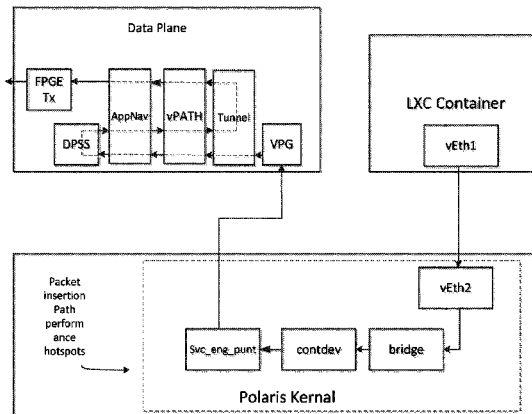 Data Plane
FPGE
Tx
AppNav
vPATH
Tunnel
DPSS
VPG
LXC Container
vEth1
Packet
insertion
Path
perform
ance
hotspots
vEth2
Svc_eng_punt
contdev
bridge
Polaris Kernal